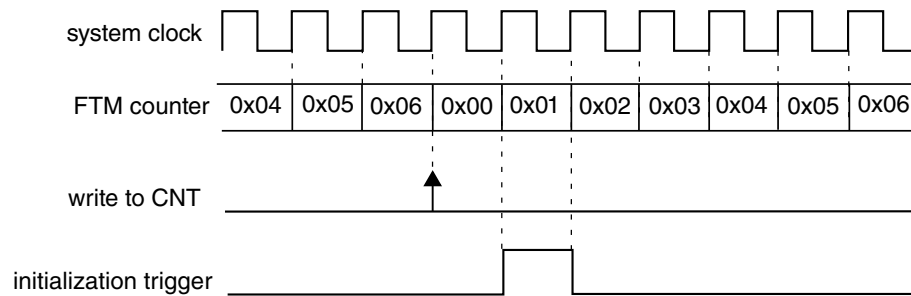 system clock
FTM counter 0x04 0x05 0x06 0x00 0x01 0x02 0x03 0x04 0x05 0x06
write to CNT
initialization trigger